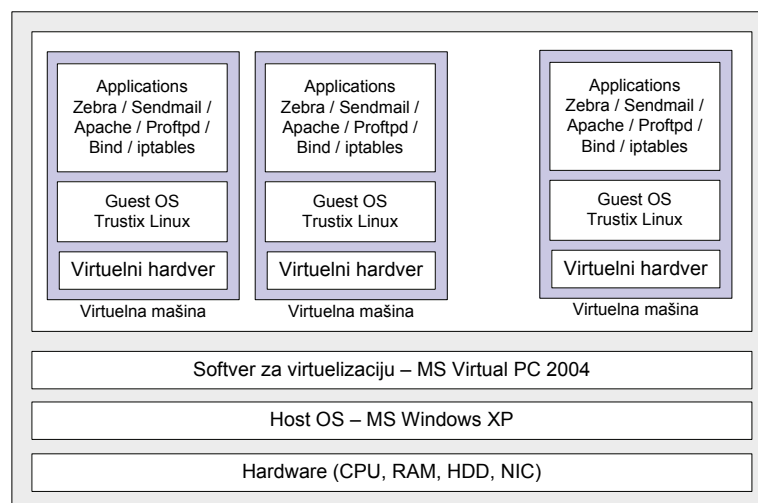 Applications
Zebra / Sendmail /
Apache / Proftpd /
Bind / iptables
Guest OS
Trustix Linux
Virtuelni hardver
Virtuelna mašina
Applications
Zebra / Sendmail /
Apache / Proftpd /
Bind / iptables
Guest OS
Trustix Linux
Virtuelni hardver
Virtuelna mašina
Applications
Zebra / Sendmail /
Apache / Proftpd /
Bind / iptables
Guest OS
Trustix Linux
Virtuelni hardver
Virtuelna mašina
Softver za virtuelizaciju – MS Virtual PC 2004
Host OS – MS Windows XP
Hardware (CPU, RAM, HDD, NIC)